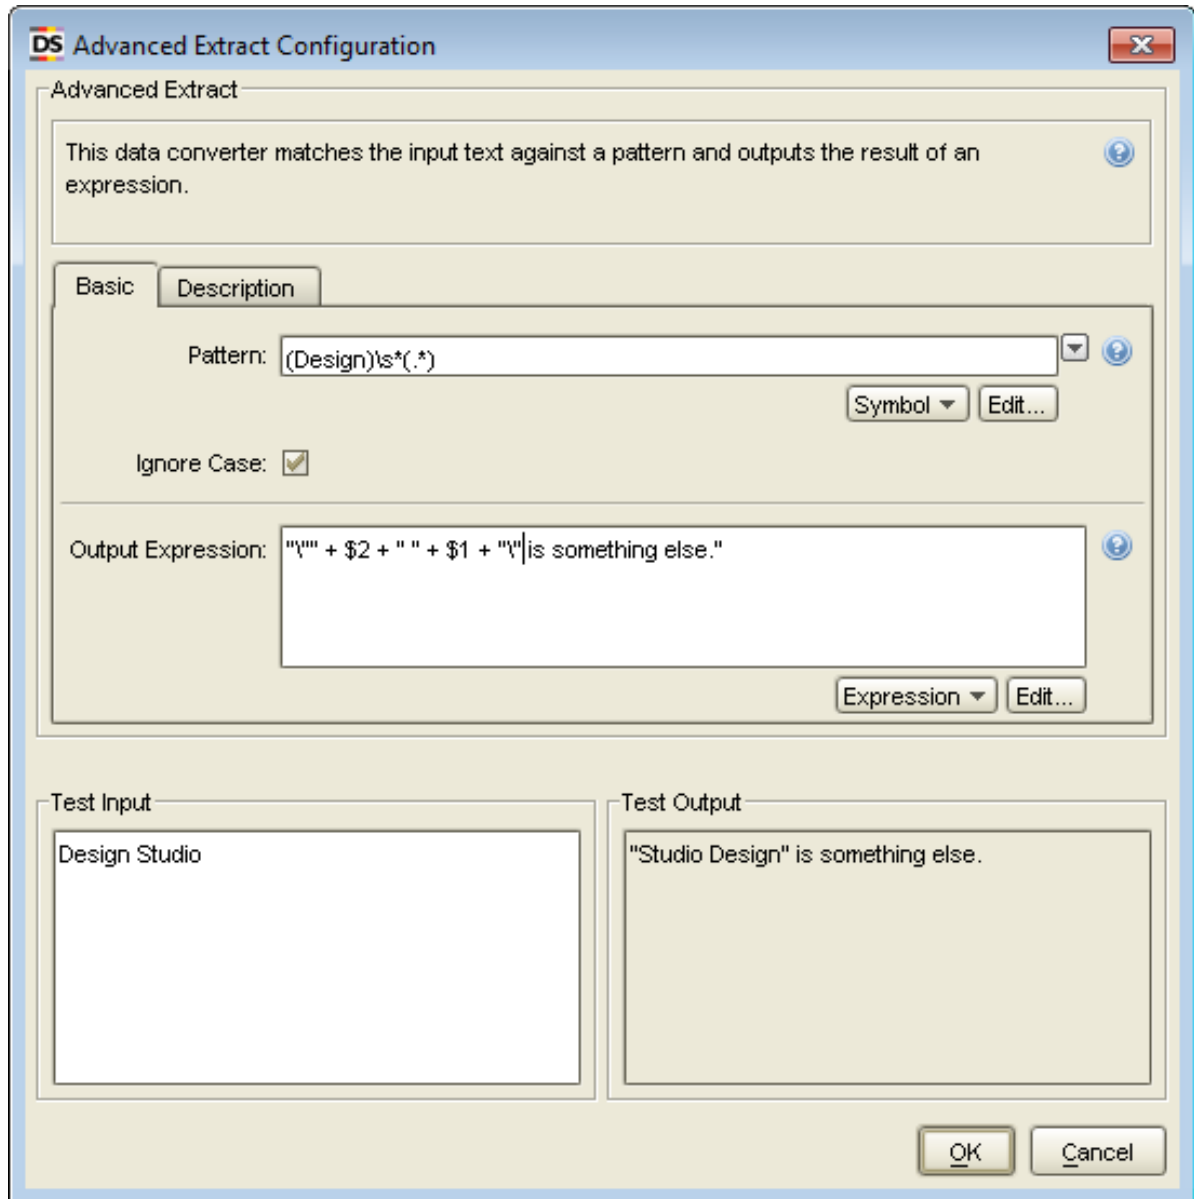 DS Advanced Extract Configuration
Advanced Extract
This data converter matches the input text against a pattern and outputs the result of an
expression.
Basic Description
Pattern: (Design)\s*(.*)
Symbol Edit...
Ignore Case:
Output Expression: "\"" + $2 + " " + $1 + "\" is something else."
Expression Edit...
Test Input Test Output
Design Studio "Studio Design" is something else.
OK Cancel